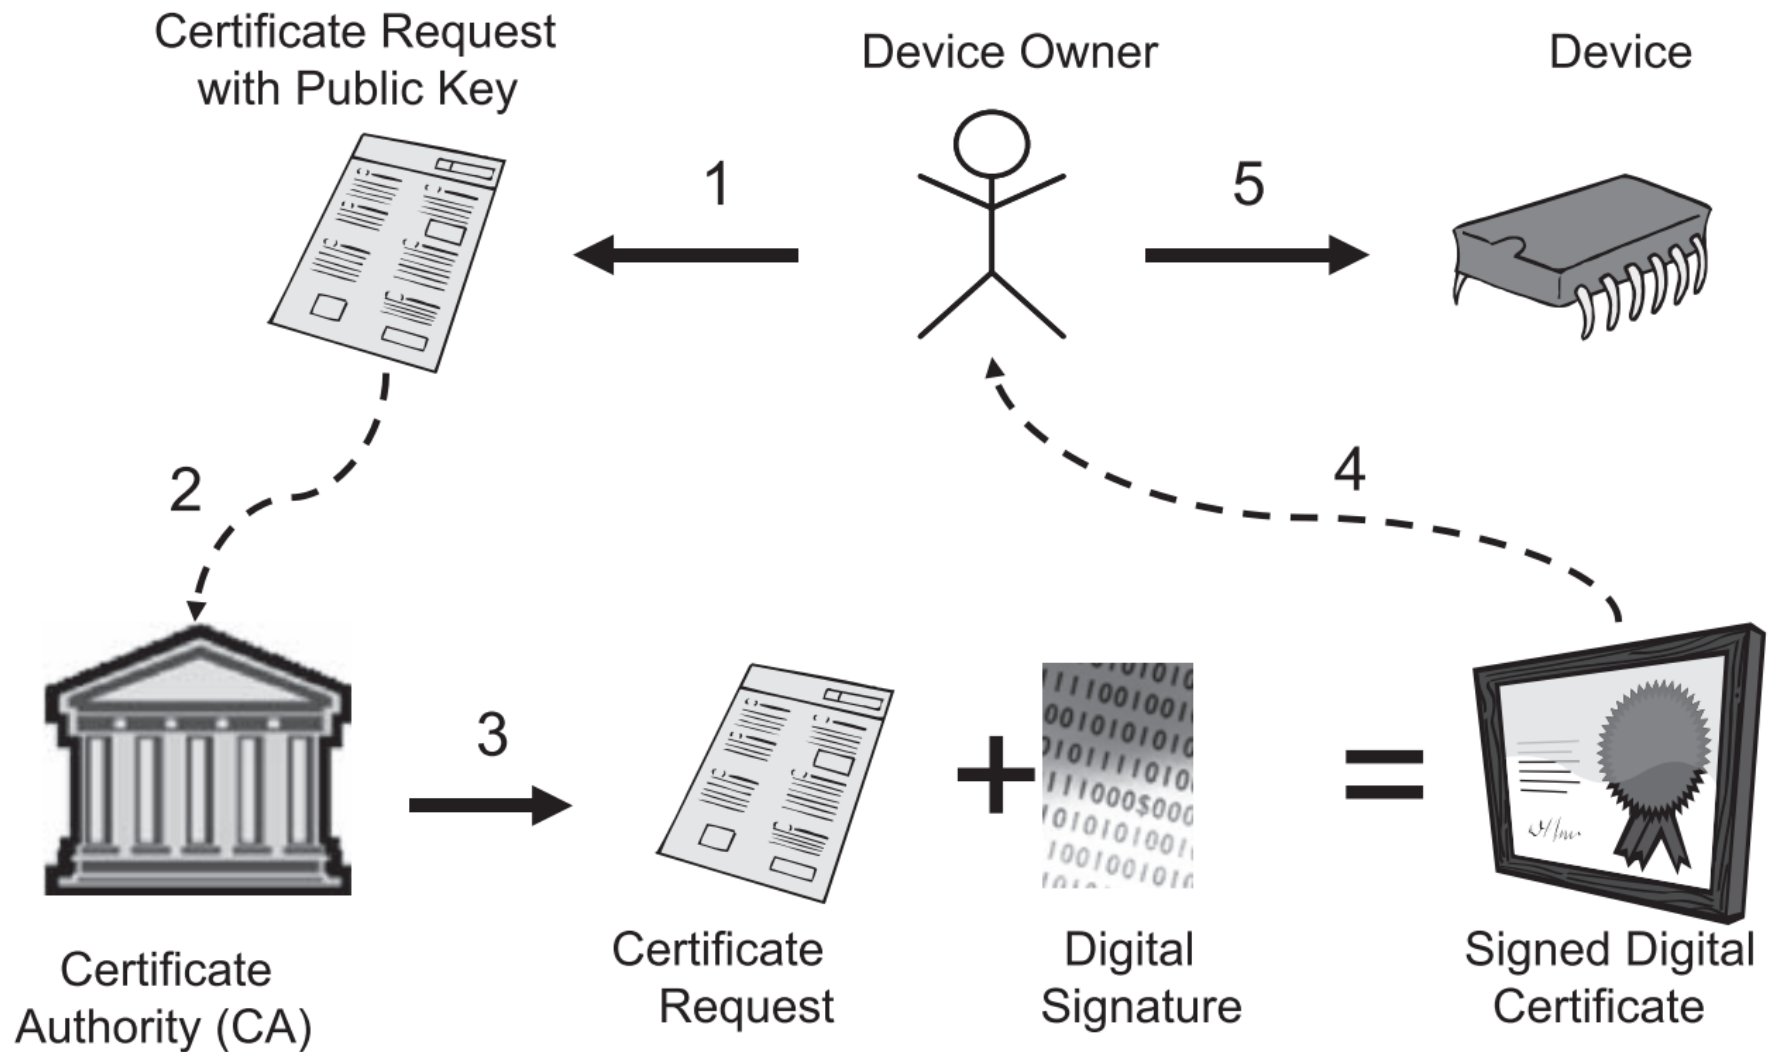 Certificate Request
with Public Key
Device Owner
Device
1
5
2
4
3
Certificate
Authority (CA)
Certificate
Request
Digital
Signature
Signed Digital
Certificate